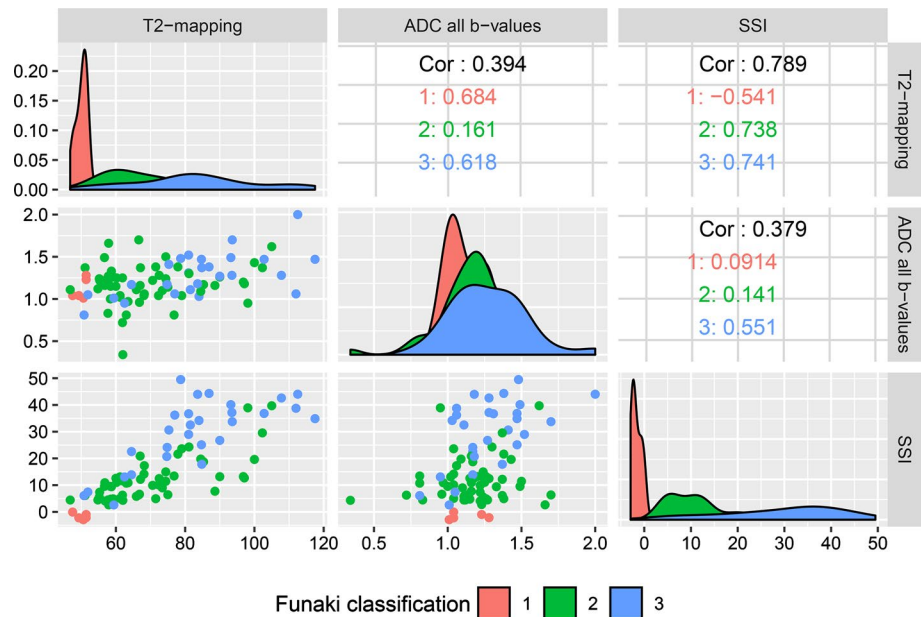 T2−mapping ADC all b−values SSI
0.20
0.15
0.10
0.05
0.00
Cor : 0.394
1: 0.684
2: 0.161
3: 0.618
Cor : 0.789
1: −0.541
2: 0.738
3: 0.741
T2−mapping
2.0
1.5
1.0
0.5
Cor : 0.379
1: 0.0914
2: 0.141
3: 0.551
ADC all b−values
50
40
30
20
10
0
SSI
60 80 100 120 0.5 1.0 1.5 2.0 0 10 20 30 40 50
Funaki classification 1 2 3